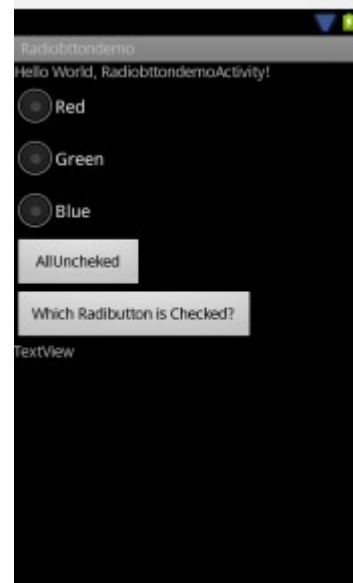 Radiobttondemo
Hello World, RadiobttondemoActivity!
Red
Green
Blue
AllUncheked
Which Radibutton is Checked?
TextView